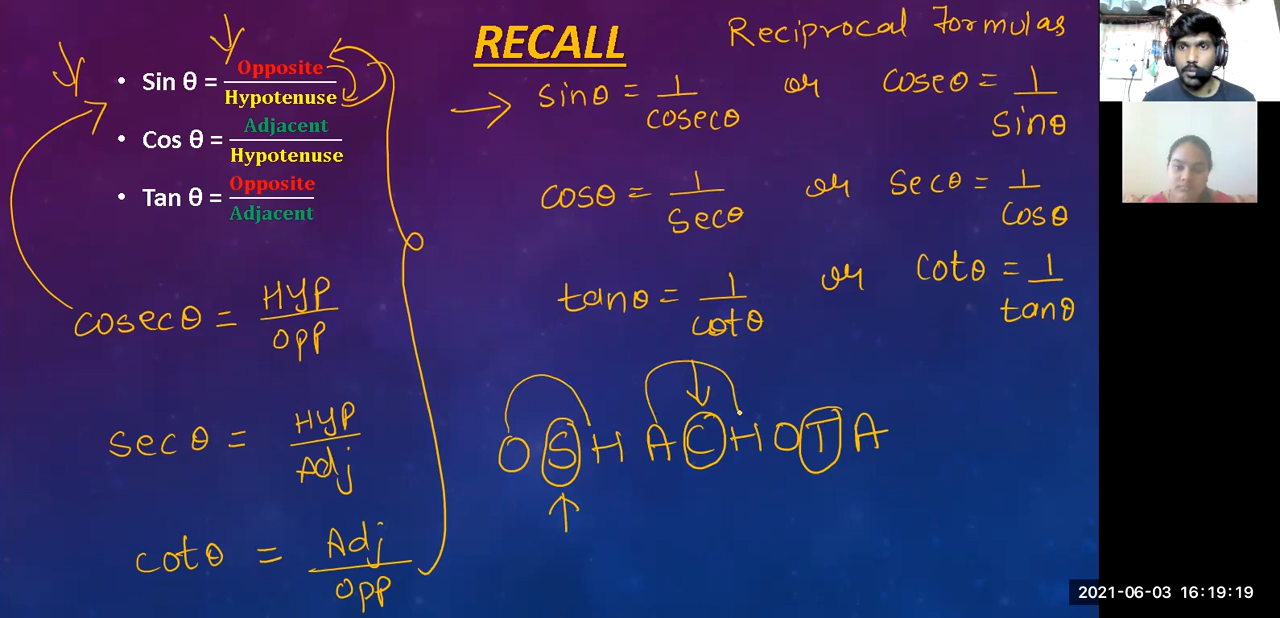 RECALL
• Sin θ = Opposite / Hypotenuse
• Cos θ = Adjacent / Hypotenuse
• Tan θ = Opposite / Adjacent
cosecθ = HYP / OPP
secθ = HYP / Adj
cotθ = Adj / OPP
Reciprocal Formulas
sinθ = 1 / cosecθ or cosecθ = 1 / sinθ
cosθ = 1 / secθ or secθ = 1 / cosθ
tanθ = 1 / cotθ or cotθ = 1 / tanθ
O S H A C H O T A
2021-06-03 16:19:19